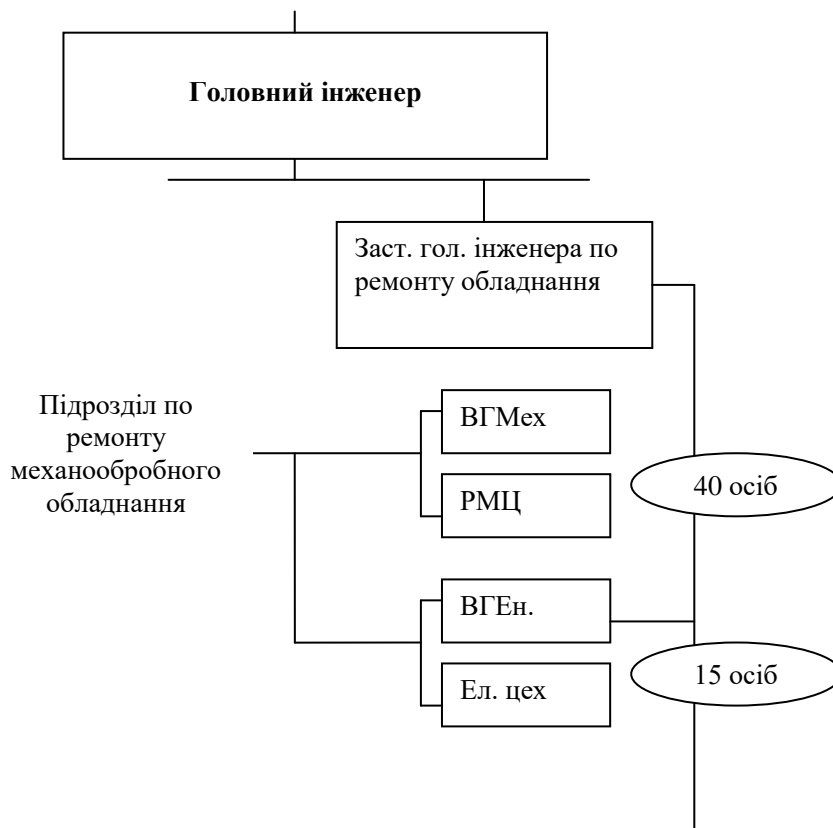 Головний інженер
Заст. гол. інженера по
ремонту обладнання
Підрозділ по
ремонту
механообробного
обладнання
ВГМех
РМЦ
40 осіб
ВГЕн.
Ел. цех
15 осіб